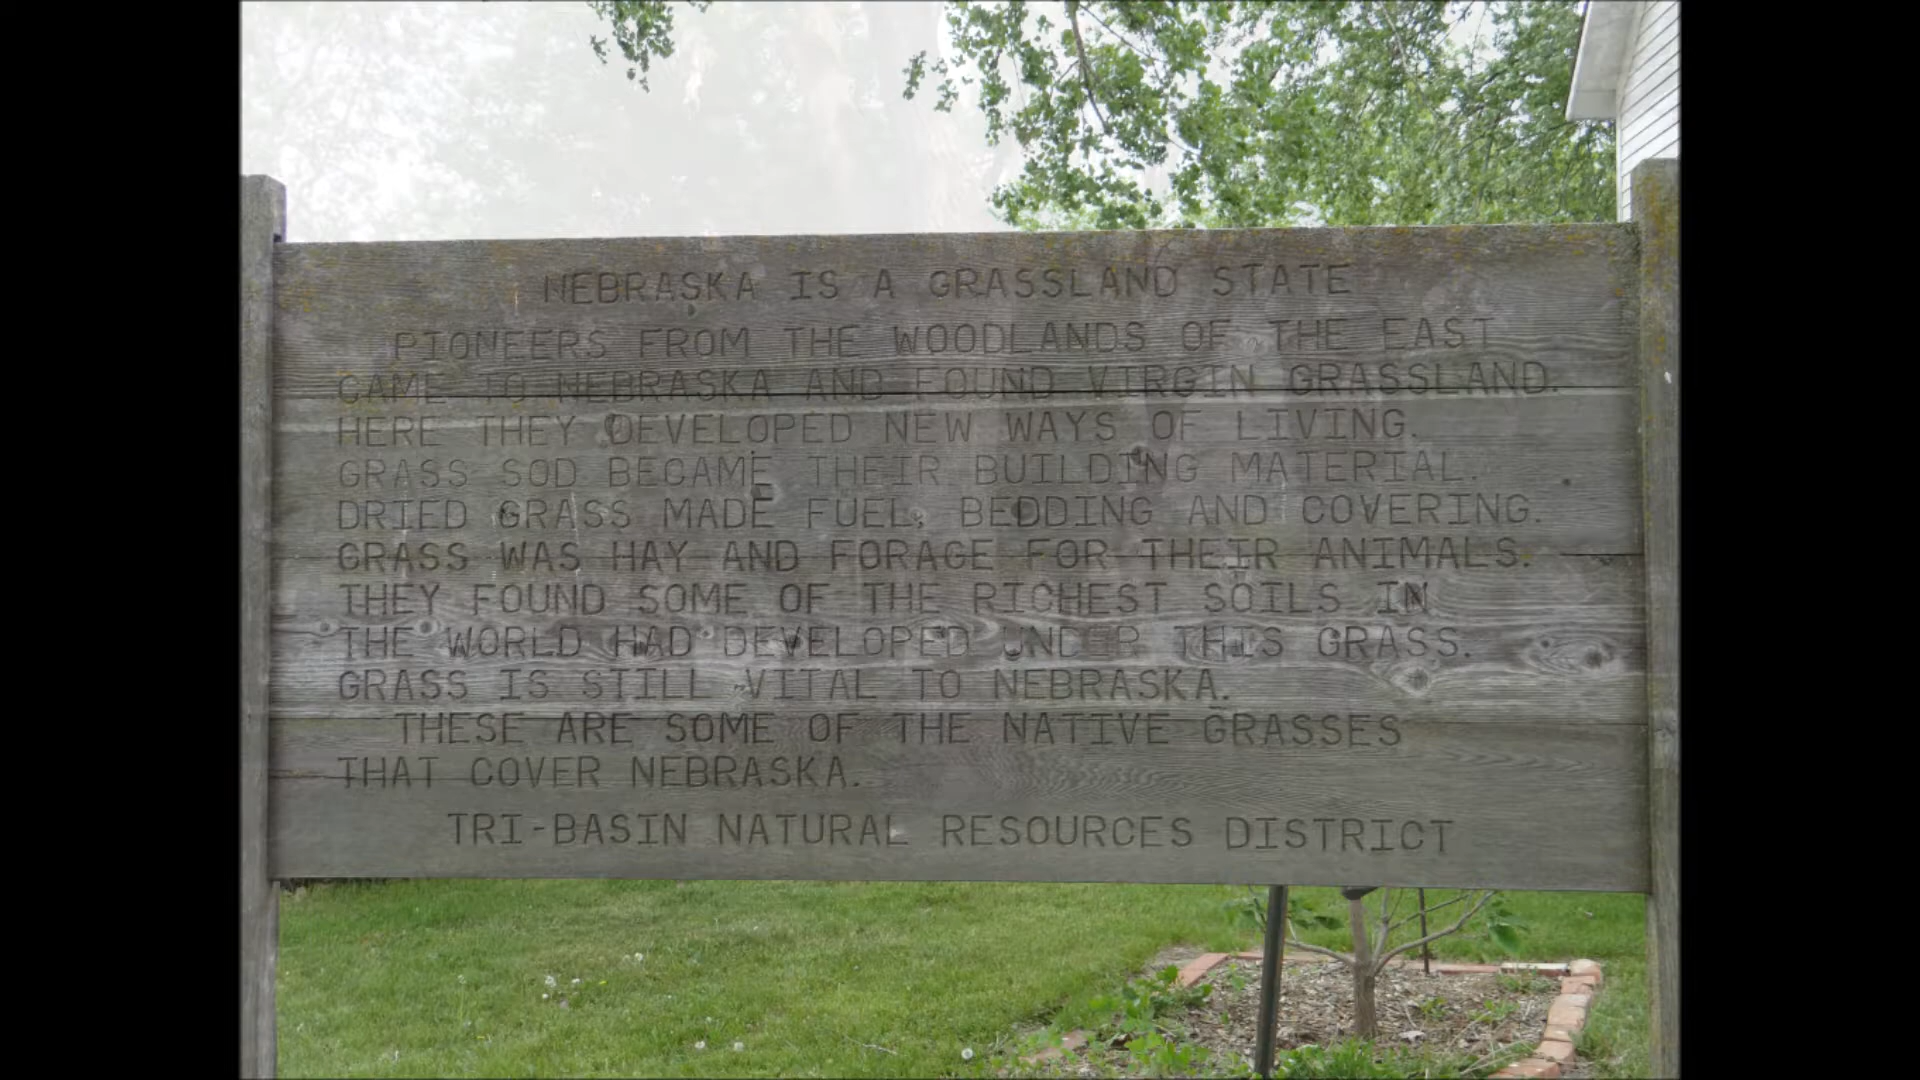 NEBRASKA IS A GRASSLAND STATE
PIONEERS FROM THE WOODLANDS OF THE EAST
CAME TO NEBRASKA AND FOUND VIRGIN GRASSLAND.
HERE THEY DEVELOPED NEW WAYS OF LIVING.
GRASS SOD BECAME THEIR BUILDING MATERIAL.
DRIED GRASS MADE FUEL, BEDDING AND COVERING.
GRASS WAS HAY AND FORAGE FOR THEIR ANIMALS.
THEY FOUND SOME OF THE RICHEST SOILS IN
THE WORLD HAD DEVELOPED UNDER THIS GRASS.
GRASS IS STILL VITAL TO NEBRASKA.
THESE ARE SOME OF THE NATIVE GRASSES
THAT COVER NEBRASKA.
TRI-BASIN NATURAL RESOURCES DISTRICT